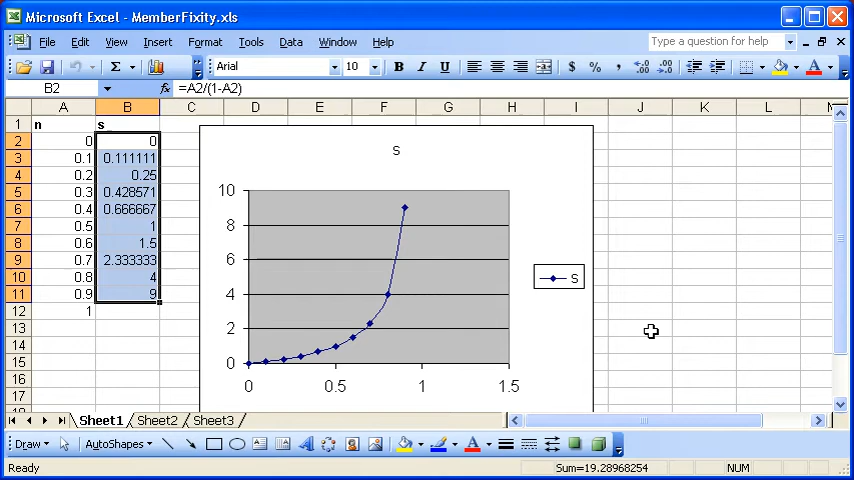 Microsoft Excel - MemberFixity.xls
File Edit View Insert Format Tools Data Window Help Type a question for help
Σ Arial 10 B I U $ % , A
B2 fx =A2/(1-A2)
A B C D E F G H I J K L
1 n s
2 0 0
3 0.1 0.111111
4 0.2 0.25
5 0.3 0.428571
6 0.4 0.666667
7 0.5 1
8 0.6 1.5
9 0.7 2.333333
10 0.8 4
11 0.9 9
12 1
13
14
15
16
17
s
10
8
6
4
2
0
0 0.5 1 1.5
s
Sheet1 Sheet2 Sheet3
Draw AutoShapes A A
Ready Sum=19.28968254 NUM